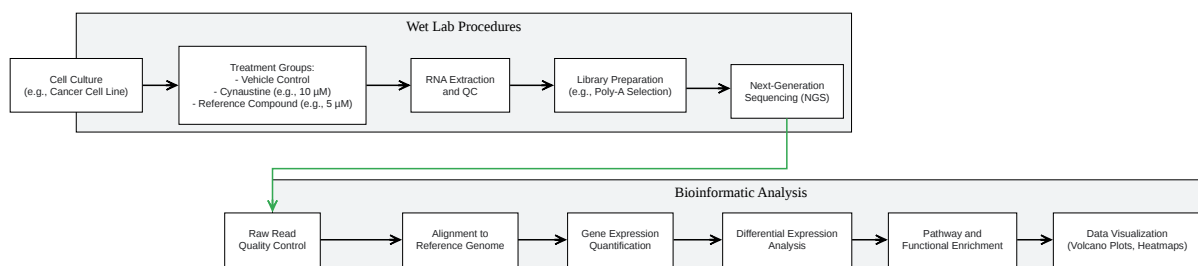 Wet Lab Procedures
Cell Culture
(e.g., Cancer Cell Line)
Treatment Groups:
- Vehicle Control
- Cynaustine (e.g., 10 µM)
- Reference Compound (e.g., 5 µM)
RNA Extraction
and QC
Library Preparation
(e.g., Poly-A Selection)
Next-Generation
Sequencing (NGS)
Bioinformatic Analysis
Raw Read
Quality Control
Alignment to
Reference Genome
Gene Expression
Quantification
Differential Expression
Analysis
Pathway and
Functional Enrichment
Data Visualization
(Volcano Plots, Heatmaps)